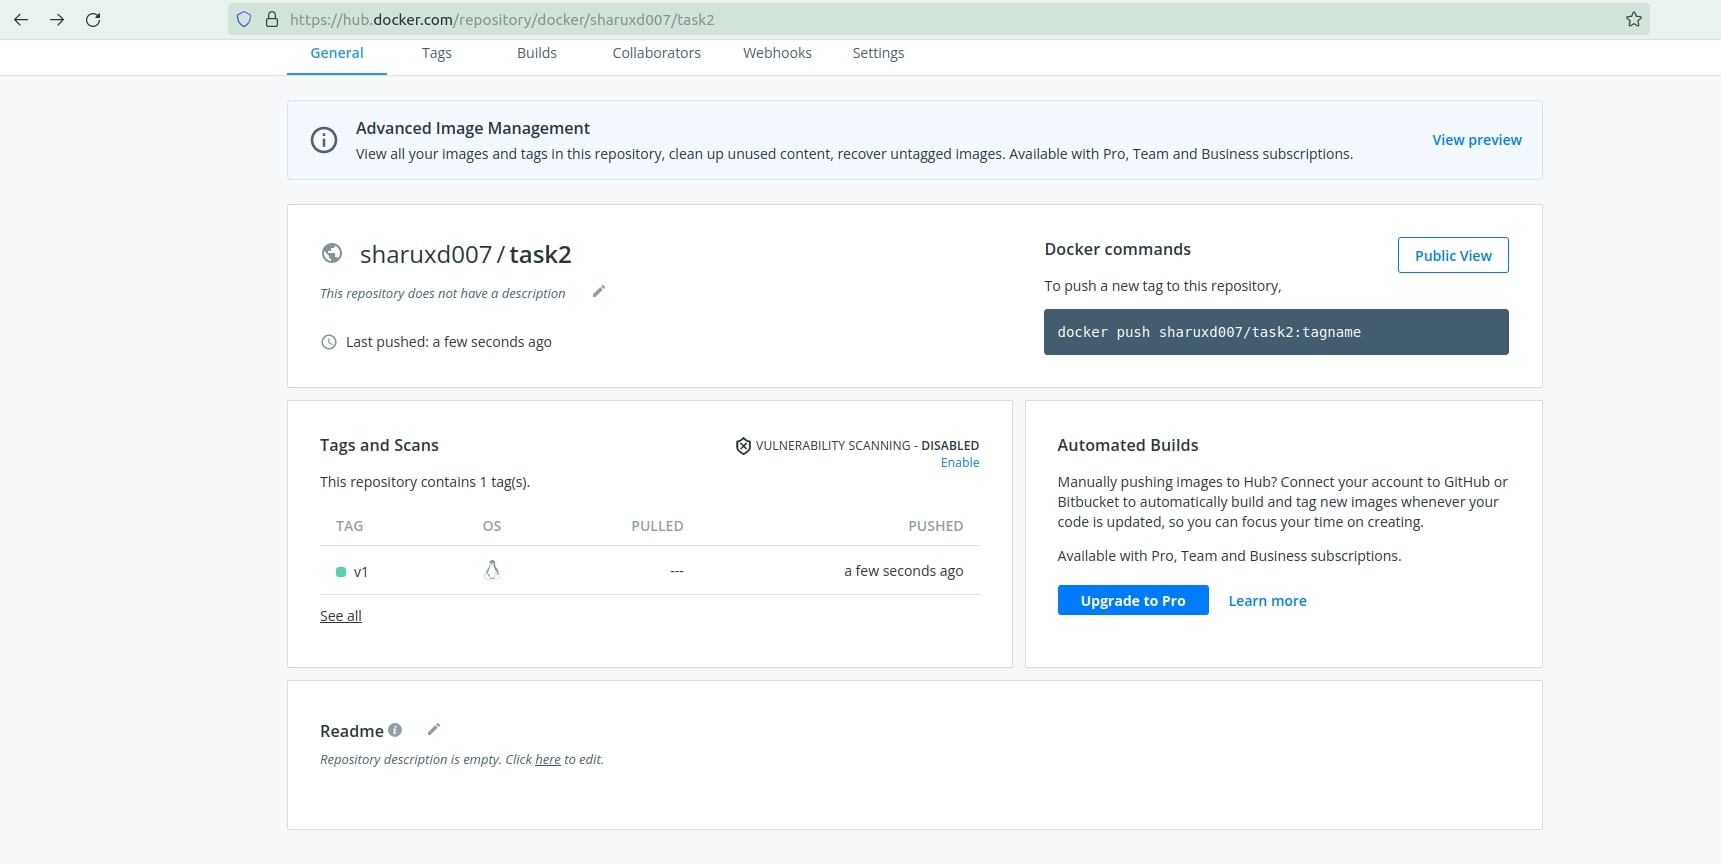 https://hub.docker.com/repository/docker/sharuxd007/task2
General Tags Builds Collaborators Webhooks Settings
Advanced Image Management
View all your images and tags in this repository, clean up unused content, recover untagged images. Available with Pro, Team and Business subscriptions.
View preview
sharuxd007 / task2
This repository does not have a description
Last pushed: a few seconds ago
Docker commands
Public View
To push a new tag to this repository,
docker push sharuxd007/task2:tagname
Tags and Scans
VULNERABILITY SCANNING - DISABLED
Enable
This repository contains 1 tag(s).
TAG OS PULLED PUSHED
v1 --- a few seconds ago
See all
Automated Builds
Manually pushing images to Hub? Connect your account to GitHub or
Bitbucket to automatically build and tag new images whenever your
code is updated, so you can focus your time on creating.
Available with Pro, Team and Business subscriptions.
Upgrade to Pro Learn more
Readme
Repository description is empty. Click here to edit.